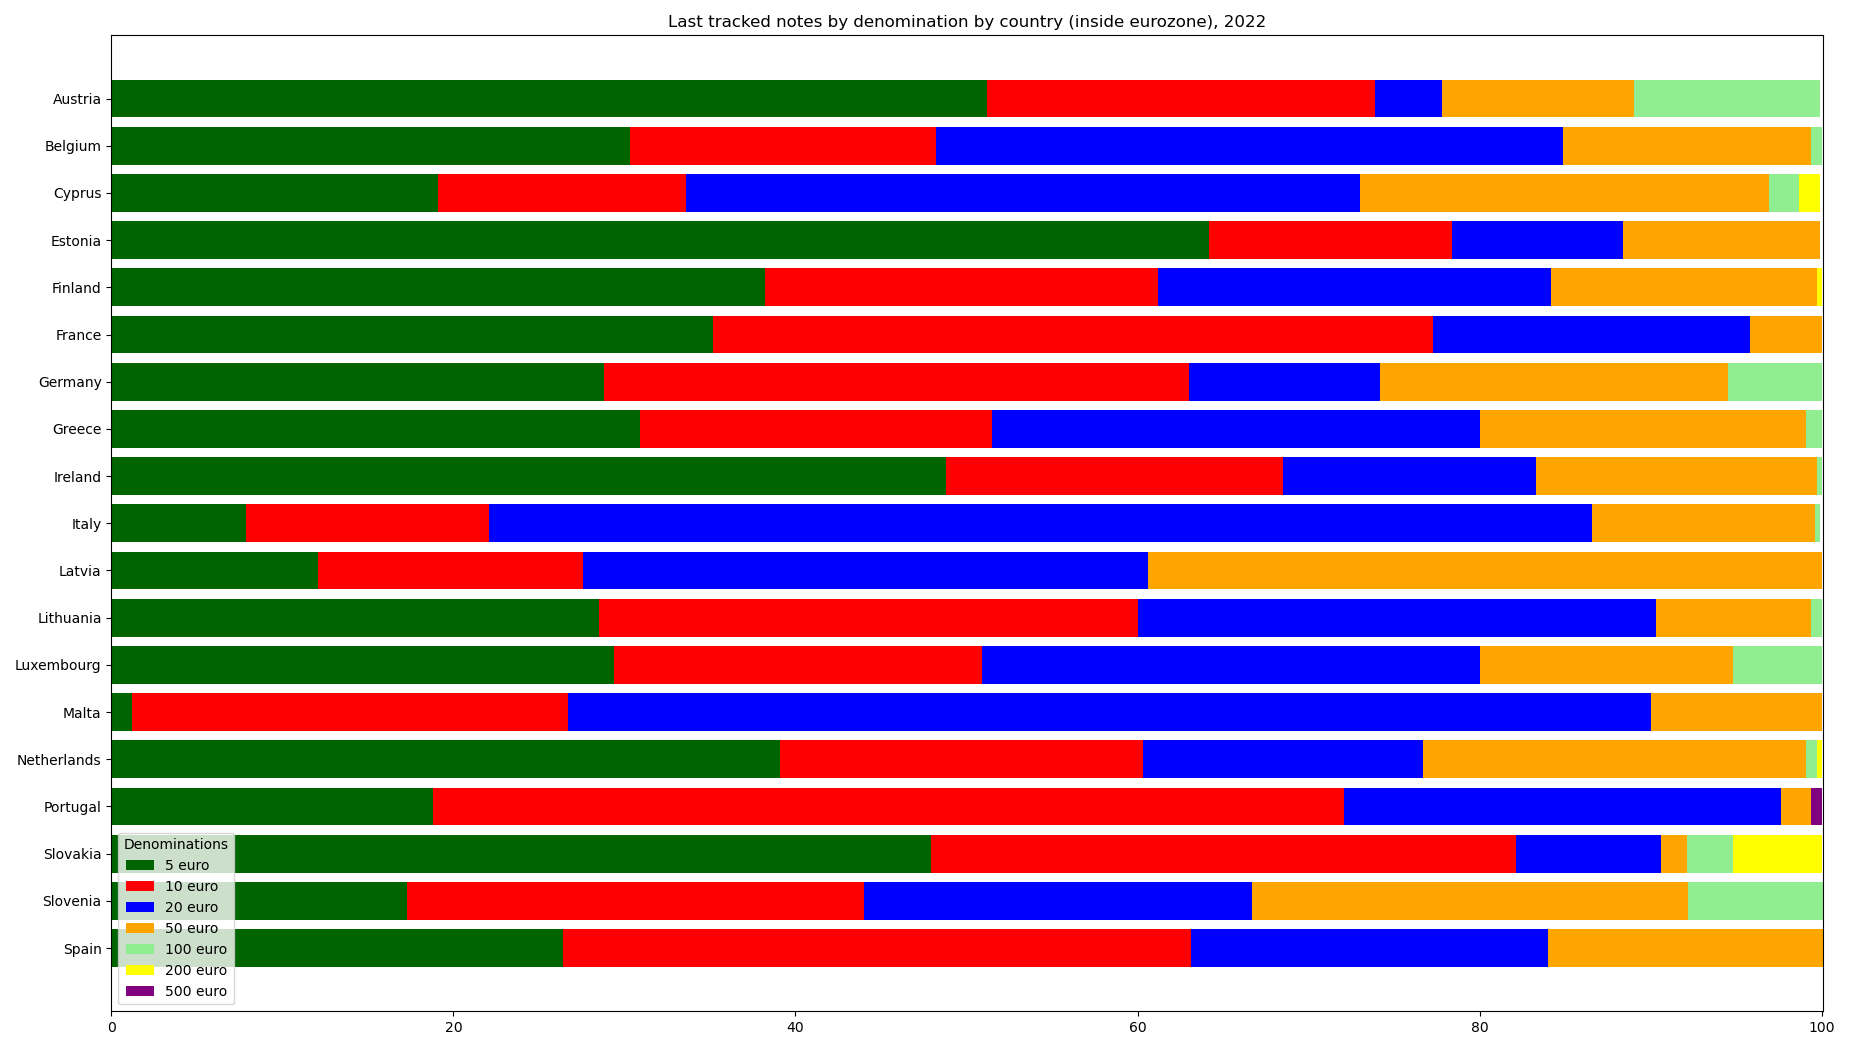 Last tracked notes by denomination by country (inside eurozone), 2022
Austria
Belgium
Cyprus
Estonia
Finland
France
Germany
Greece
Ireland
Italy
Latvia
Lithuania
Luxembourg
Malta
Netherlands
Portugal
Slovakia
Slovenia
Spain
Denominations
5 euro
10 euro
20 euro
50 euro
100 euro
200 euro
500 euro
0 20 40 60 80 100